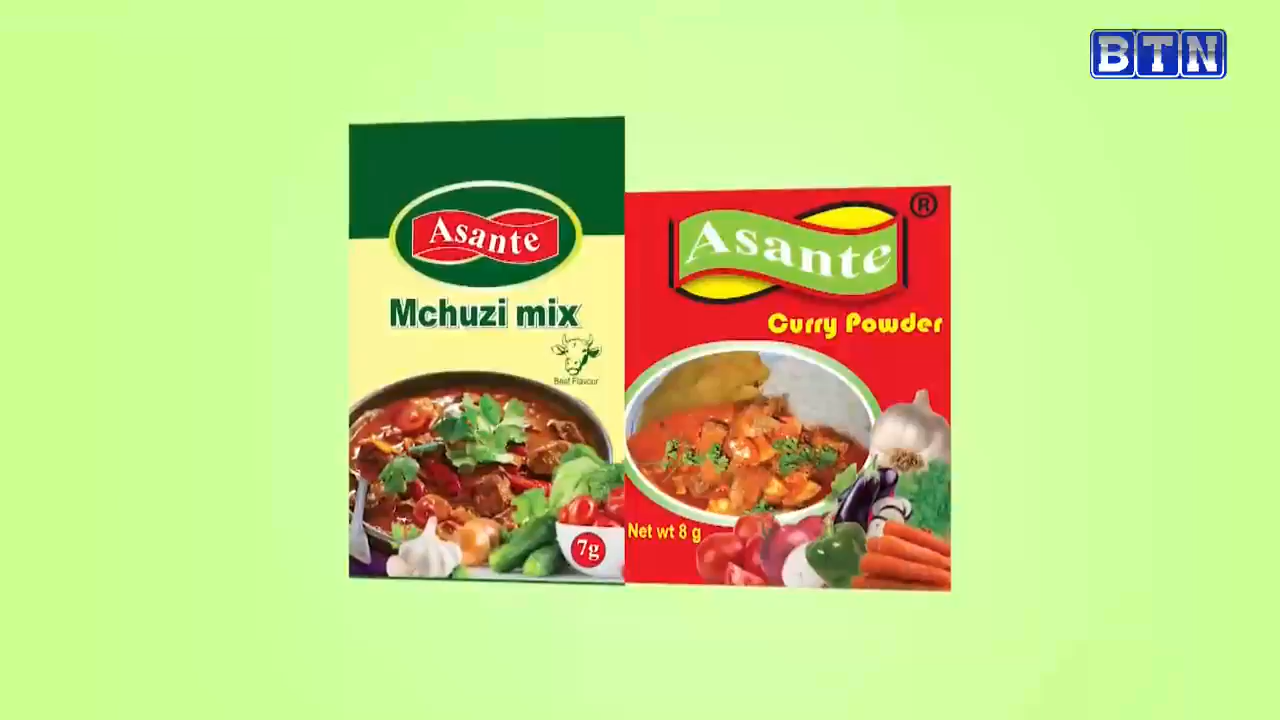 BTN
Asante
Mchuzi mix
Beef Flavour
7g
Asante
®
Curry Powder
Net wt 8 g